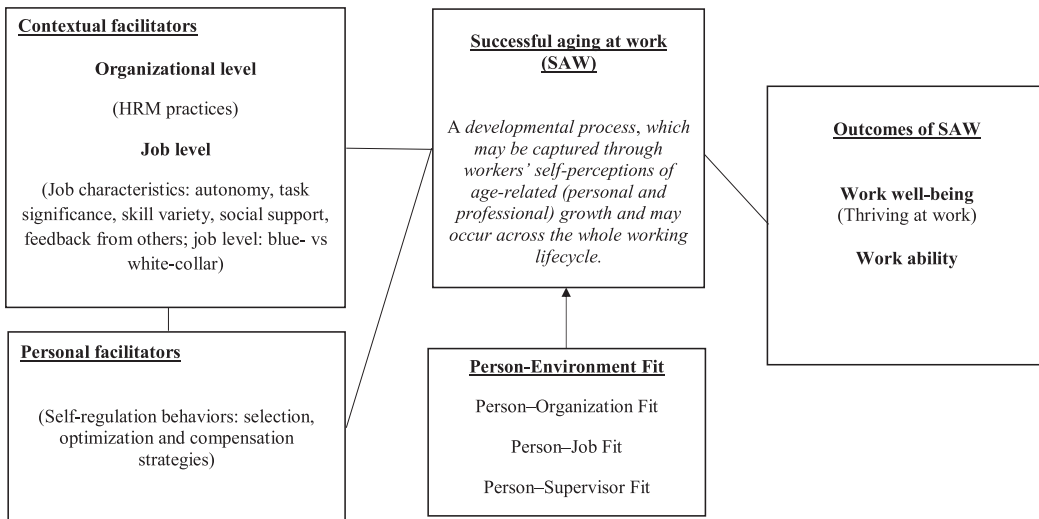 Contextual facilitators
Organizational level
(HRM practices)
Job level
(Job characteristics: autonomy, task
significance, skill variety, social support,
feedback from others; job level: blue- vs
white-collar)
Personal facilitators
(Self-regulation behaviors: selection,
optimization and compensation
strategies)
Successful aging at work
(SAW)
A developmental process, which
may be captured through
workers’ self-perceptions of
age-related (personal and
professional) growth and may
occur across the whole working
lifecycle.
Person-Environment Fit
Person–Organization Fit
Person–Job Fit
Person–Supervisor Fit
Outcomes of SAW
Work well-being
(Thriving at work)
Work ability